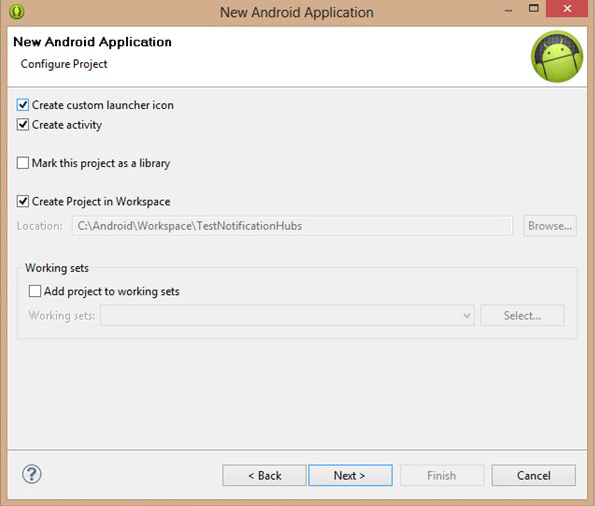 New Android Application
New Android Application
Configure Project
Create custom launcher icon
Create activity
Mark this project as a library
Create Project in Workspace
Location: C:\Android\Workspace\TestNotificationHubs Browse...
Working sets
Add project to working sets
Working sets: Select...
? < Back Next > Finish Cancel